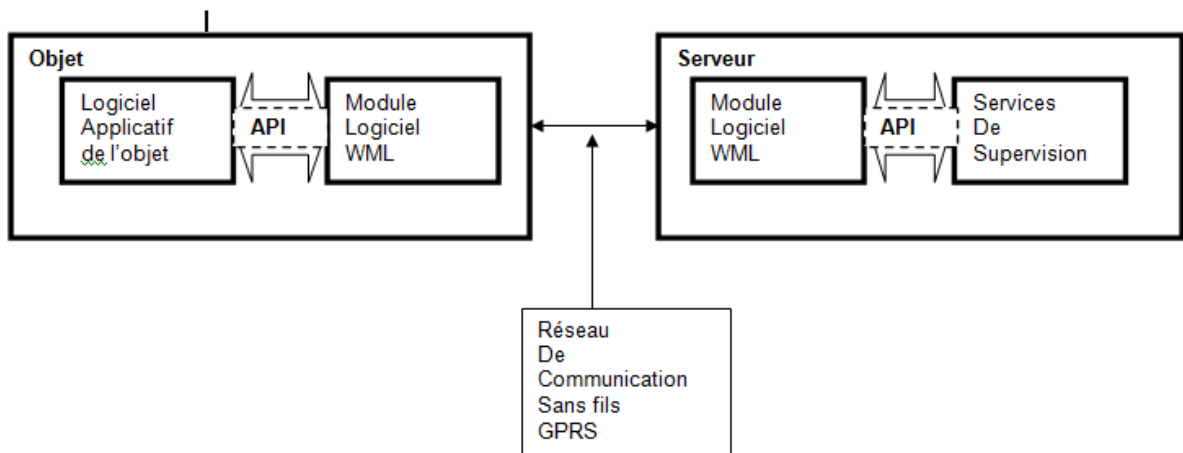 Objet
Logiciel
Applicatif
de l'objet
API
Module
Logiciel
WML
Serveur
Module
Logiciel
WML
API
Services
De
Supervision
Réseau
De
Communication
Sans fils
GPRS